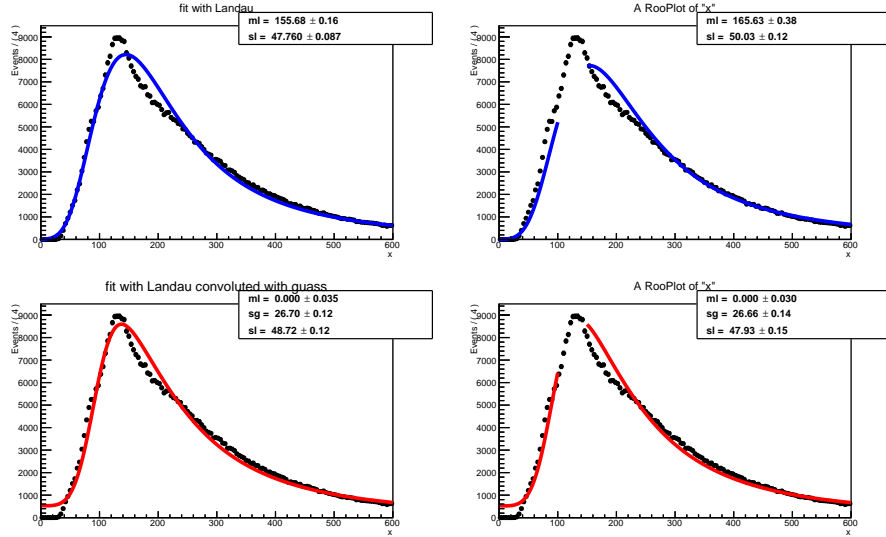 fit with Landau
ml = 155.68 ± 0.16
sl = 47.760 ± 0.087
Events / ( 4 )
9000
8000
7000
6000
5000
4000
3000
2000
1000
0
0 100 200 300 400 500 600
x
A RooPlot of "x"
ml = 165.63 ± 0.38
sl = 50.03 ± 0.12
Events / ( 4 )
9000
8000
7000
6000
5000
4000
3000
2000
1000
0
0 100 200 300 400 500 600
x
fit with Landau convoluted with guass
ml = 0.000 ± 0.035
sg = 26.70 ± 0.12
sl = 48.72 ± 0.12
Events / ( 4 )
9000
8000
7000
6000
5000
4000
3000
2000
1000
0
0 100 200 300 400 500 600
x
A RooPlot of "x"
ml = 0.000 ± 0.030
sg = 26.66 ± 0.14
sl = 47.93 ± 0.15
Events / ( 4 )
9000
8000
7000
6000
5000
4000
3000
2000
1000
0
0 100 200 300 400 500 600
x